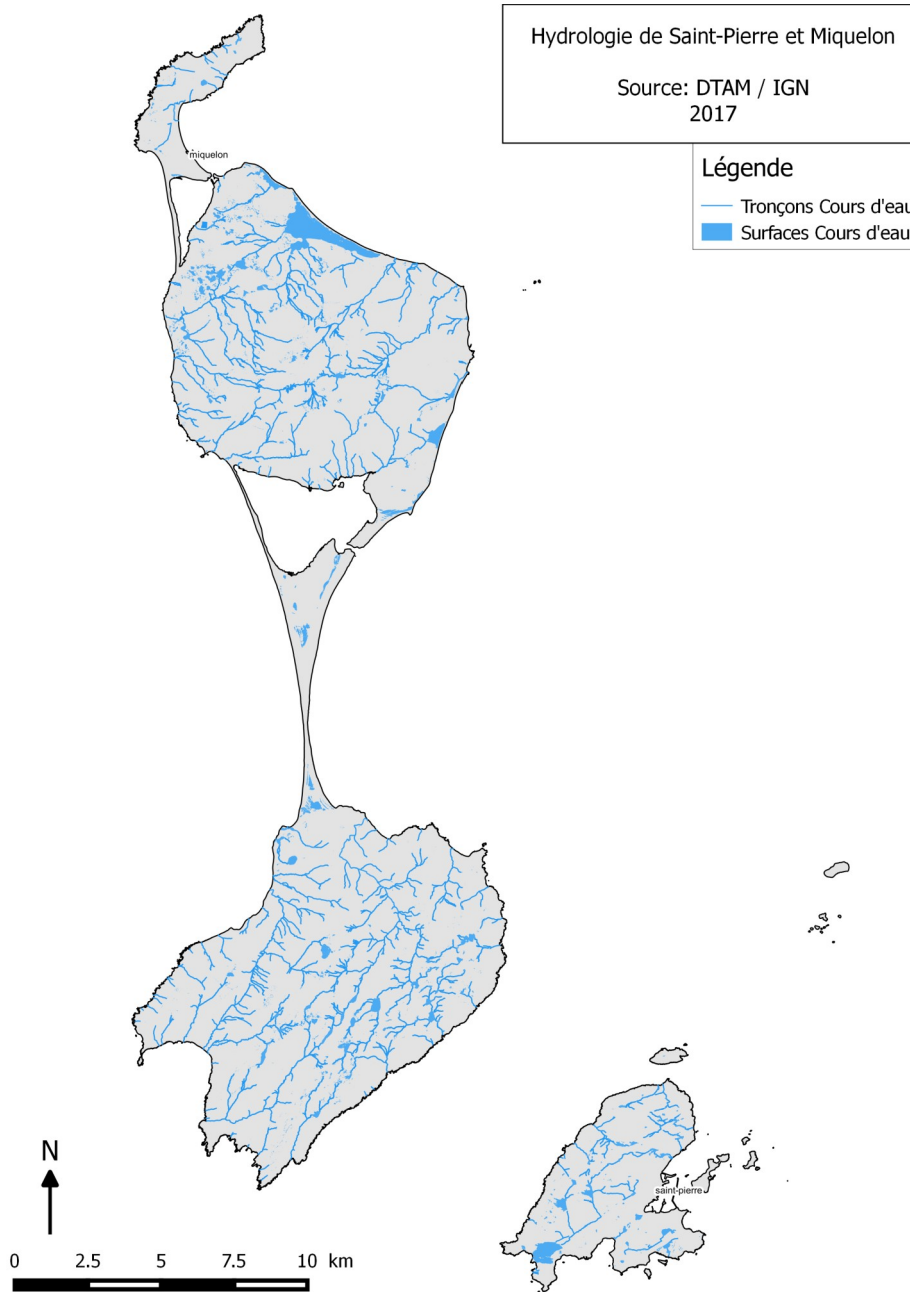 Hydrologie de Saint-Pierre et Miquelon
Source: DTAM / IGN
2017
Légende
Tronçons Cours d'eau
Surfaces Cours d'eau
miquelon
saint-pierre
N
0 2.5 5 7.5 10 km